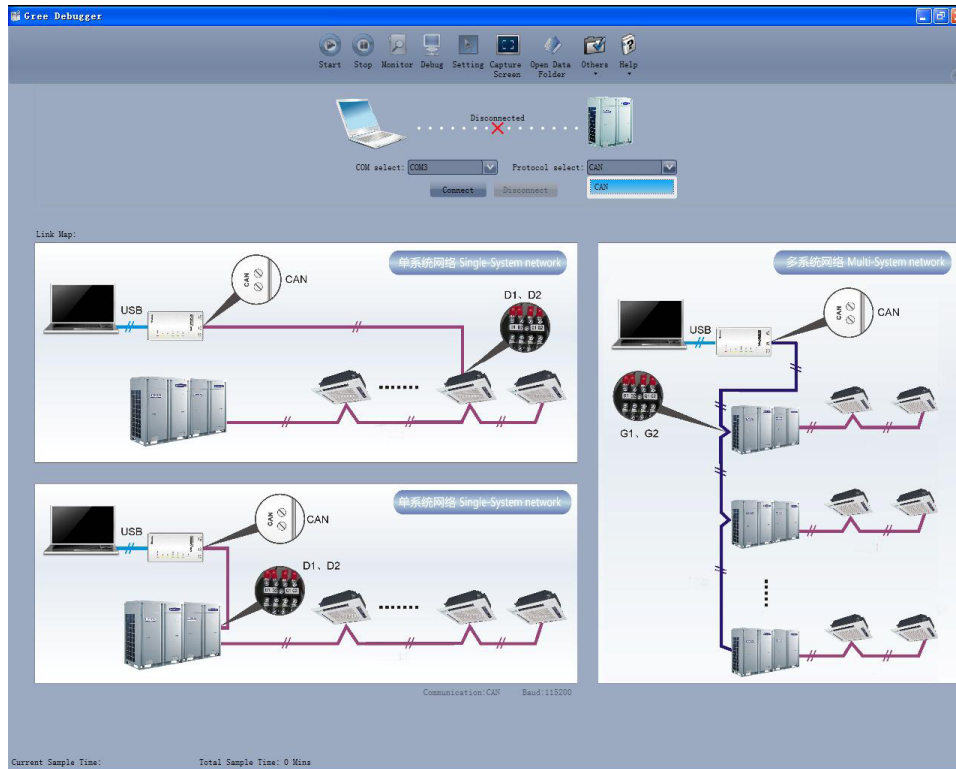 Gree Debugger
Start Stop Monitor Debug Setting Capture Screen Open Data Folder Others Help
Disconnected
COM select: COM3 Protocol select: CAN
Connect Disconnect CAN
Link Map:
单系统网络 Single-System network
CAN
CAN
USB
D1、D2
单系统网络 Single-System network
CAN
CAN
USB
D1、D2
多系统网络 Multi-System network
CAN
CAN
USB
G1、G2
Communication:CAN Baud:115200
Current Sample Time: Total Sample Time: 0 Mins